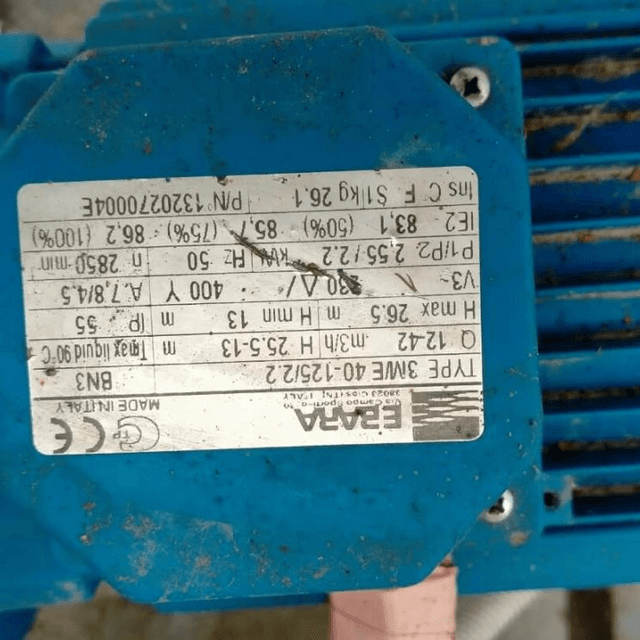 EBARA
MADE IN ITALY
CE
TYPE 3M/E 40-125/2.2 BN3
Q 12-42 m3/h H 25.5-13 m Tmax liquid 90°C
H max 26.5 m H min 13 m IP 55
V3~ 230 Δ/ 400 Y A.7,8/4.5
P1/P2 2.55/2.2 kW Hz 50 n 2850 min
IE2 83,1 (50%) 85,7 (75%) 86,2 (100%)
Ins C F S1 kg 26.1 P/N 1320270004E